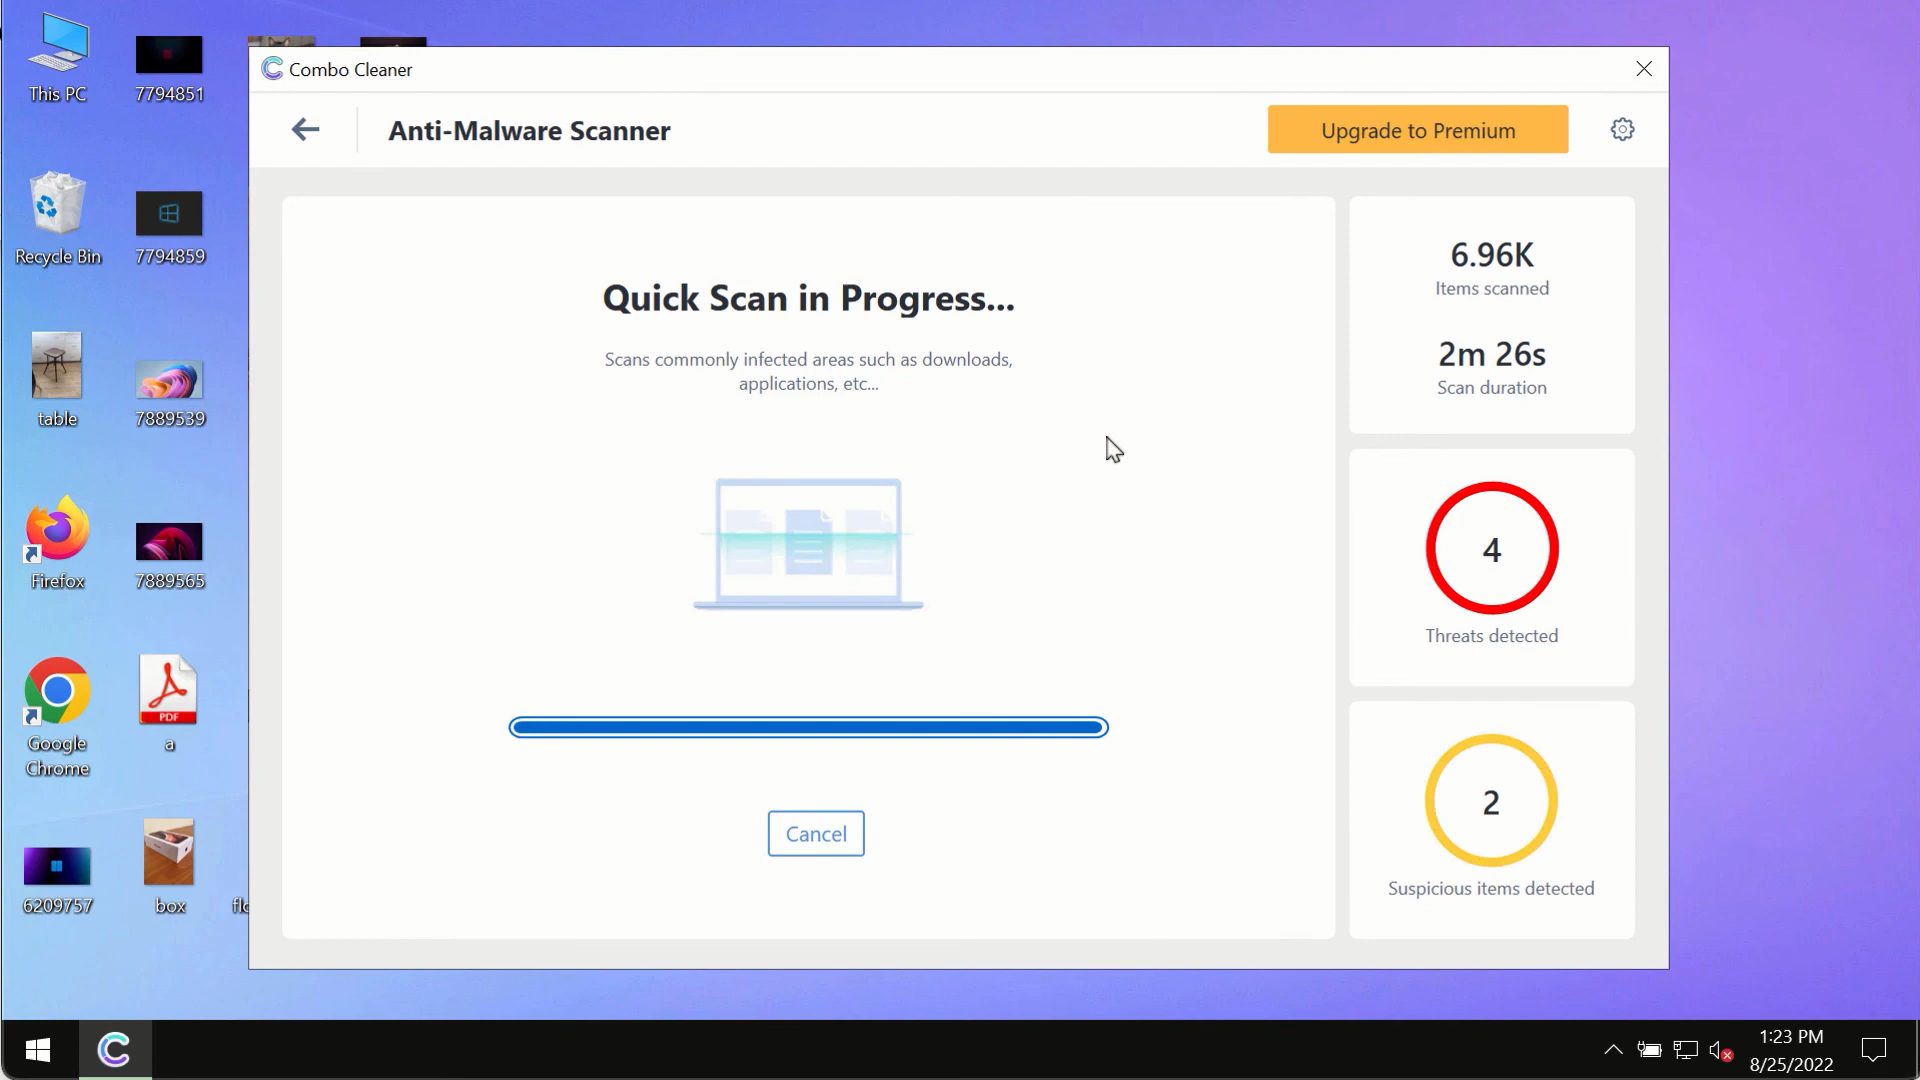 This PC
7794851
Recycle Bin
7794859
table
7889539
Firefox
7889565
Google
Chrome
PDF
a
6209757
box
Combo Cleaner
Anti-Malware Scanner
Upgrade to Premium
Quick Scan in Progress...
Scans commonly infected areas such as downloads,
applications, etc...
Cancel
6.96K
Items scanned
2m 26s
Scan duration
4
Threats detected
2
Suspicious items detected
1:23 PM
8/25/2022